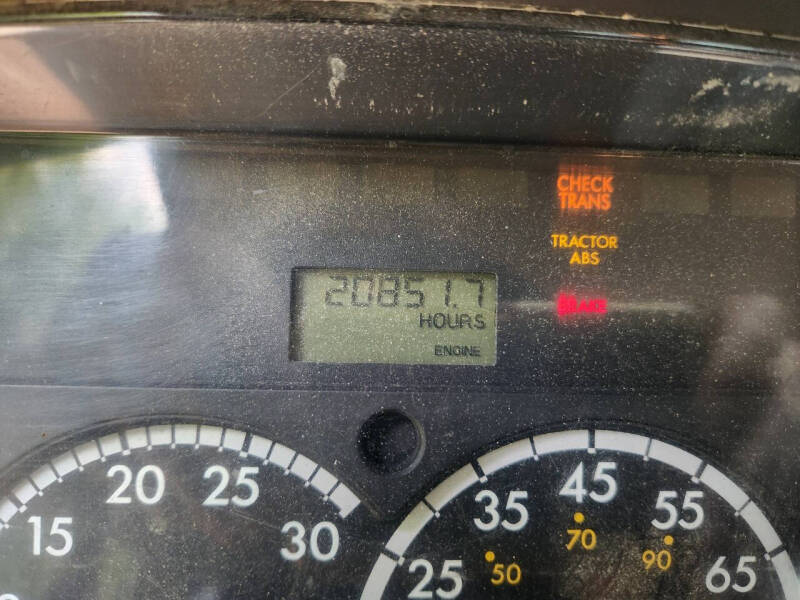 CHECK
TRANS
TRACTOR
ABS
BRAKE
20851.7
HOURS
ENGINE
15 20 25 30
25 35 45 55 65
50 70 90